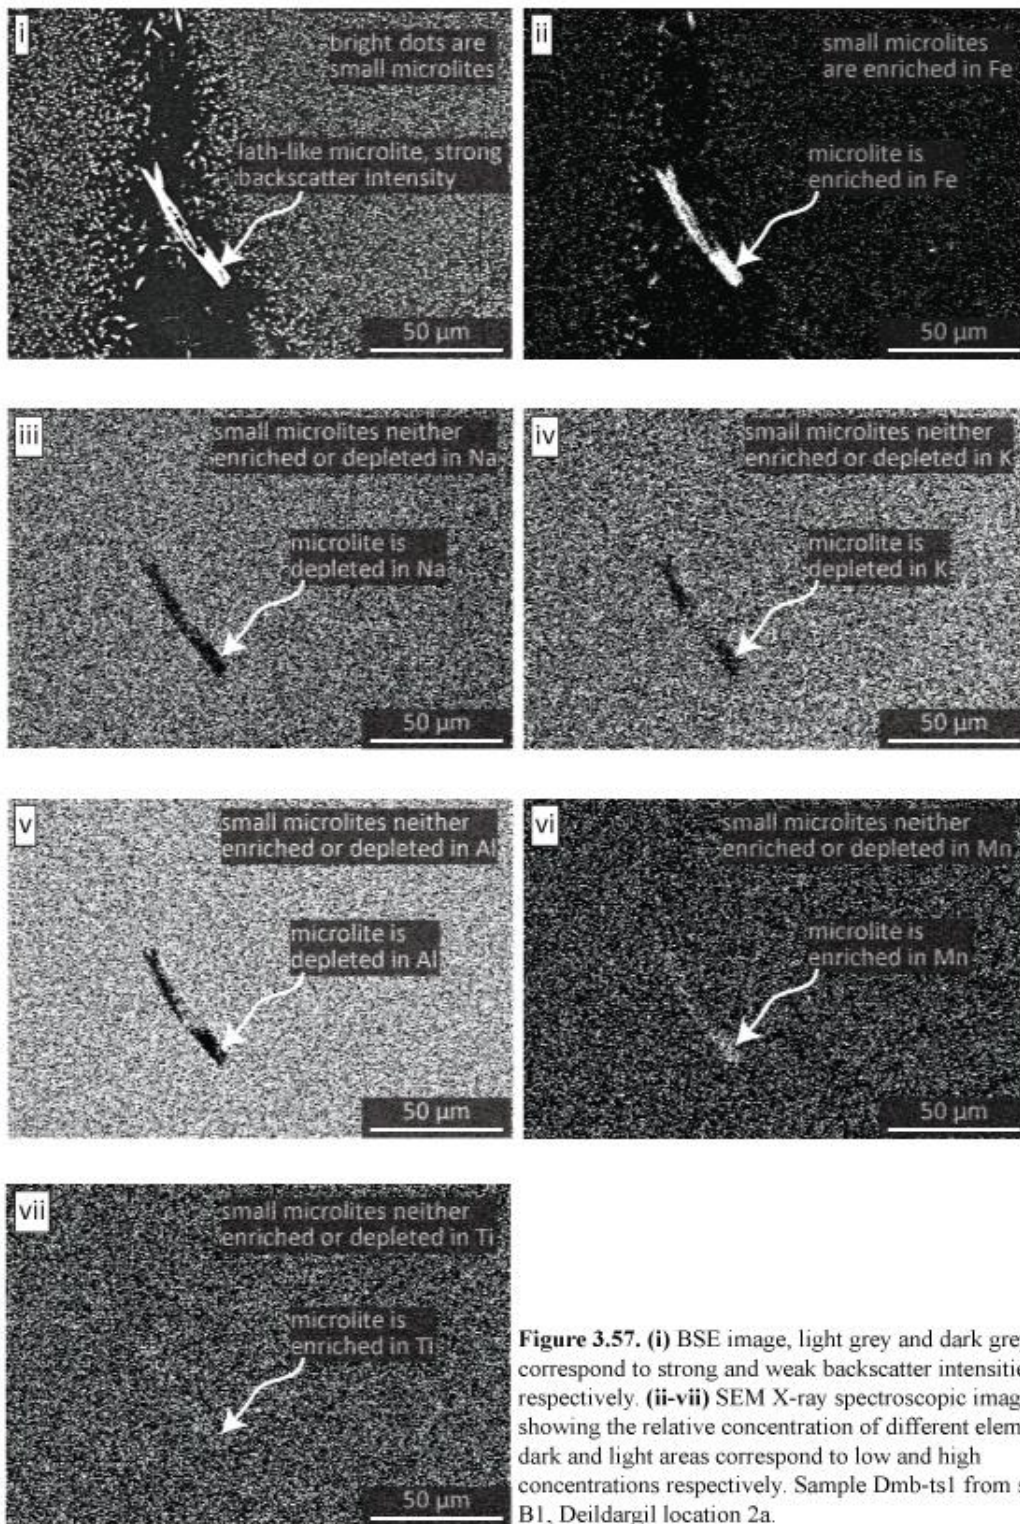 i
bright dots are
small microlites
lath-like microlite, strong
backscatter intensity
50 µm
ii
small microlites
are enriched in Fe
microlite is
enriched in Fe
50 µm
iii
small microlites neither
enriched or depleted in Na
microlite is
depleted in Na
50 µm
iv
small microlites neither
enriched or depleted in K
microlite is
depleted in K
50 µm
v
small microlites neither
enriched or depleted in Al
microlite is
depleted in Al
50 µm
vi
small microlites neither
enriched or depleted in Mn
microlite is
enriched in Mn
50 µm
vii
small microlites neither
enriched or depleted in Ti
microlite is
enriched in Ti
50 µm
Figure 3.57. (i) BSE image, light grey and dark
correspond to strong and weak backscatter
respectively. (ii-vii) SEM X-ray spectroscopic
showing the relative concentration of different
dark and light areas correspond to low and high
concentrations respectively. Sample Dmb-ts1 from
B1, Deildargil location 2a.